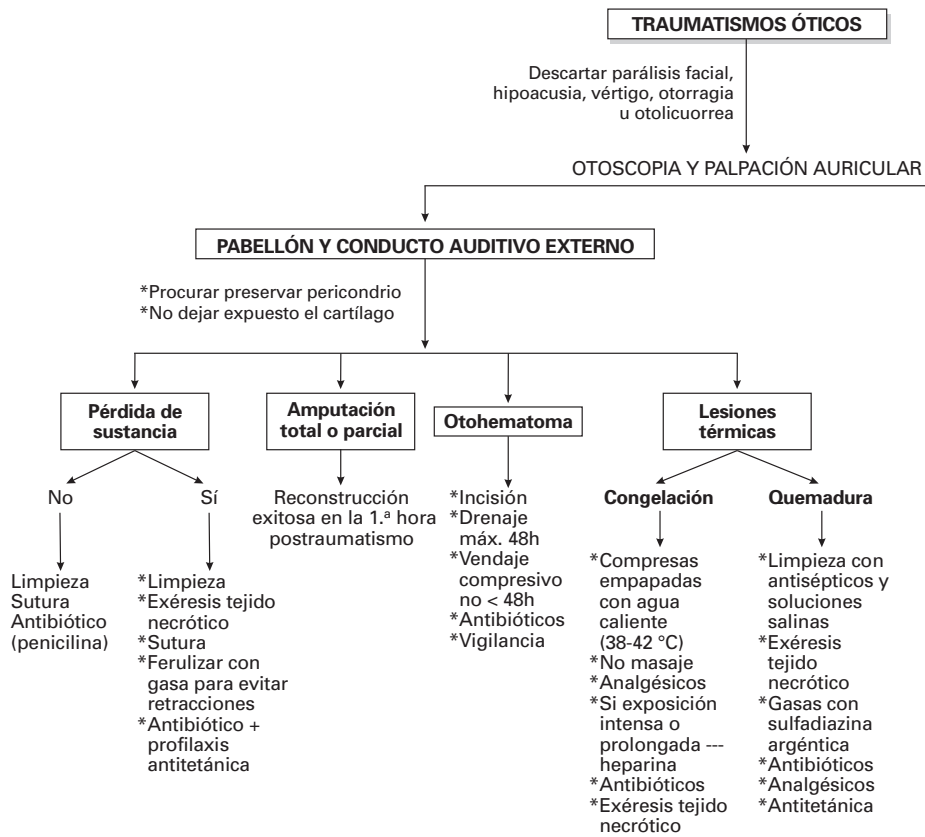 TRAUMATISMOS ÓTICOS
Descartar parálisis facial,
hipoacusia, vértigo, otorragia
u otolicuorrea
OTOSCOPIA Y PALPACIÓN AURICULAR
PABELLÓN Y CONDUCTO AUDITIVO EXTERNO
*Procurar preservar pericondrio
*No dejar expuesto el cartílago
Pérdida de
sustancia
No
Limpieza
Sutura
Antibiótico
(penicilina)
Sí
*Limpieza
*Exéresis tejido
necrótico
*Sutura
*Ferulizar con
gasa para evitar
retracciones
*Antibiótico +
profilaxis
antitetánica
Amputación
total o parcial
Reconstrucción
exitosa en la 1.ª hora
postraumatismo
Otohematoma
*Incisión
*Drenaje
máx. 48h
*Vendaje
compresivo
no < 48h
*Antibióticos
*Vigilancia
Lesiones
térmicas
Congelación
*Compresas
empapadas
con agua
caliente
(38-42 °C)
*No masaje
*Analgésicos
*Si exposición
intensa o
prolongada ---
heparina
*Antibióticos
*Exéresis tejido
necrótico
Quemadura
*Limpieza con
antisépticos y
soluciones
salinas
*Exéresis
tejido
necrótico
*Gasas con
sulfadiazina
argéntica
*Antibióticos
*Analgésicos
*Antitetánica